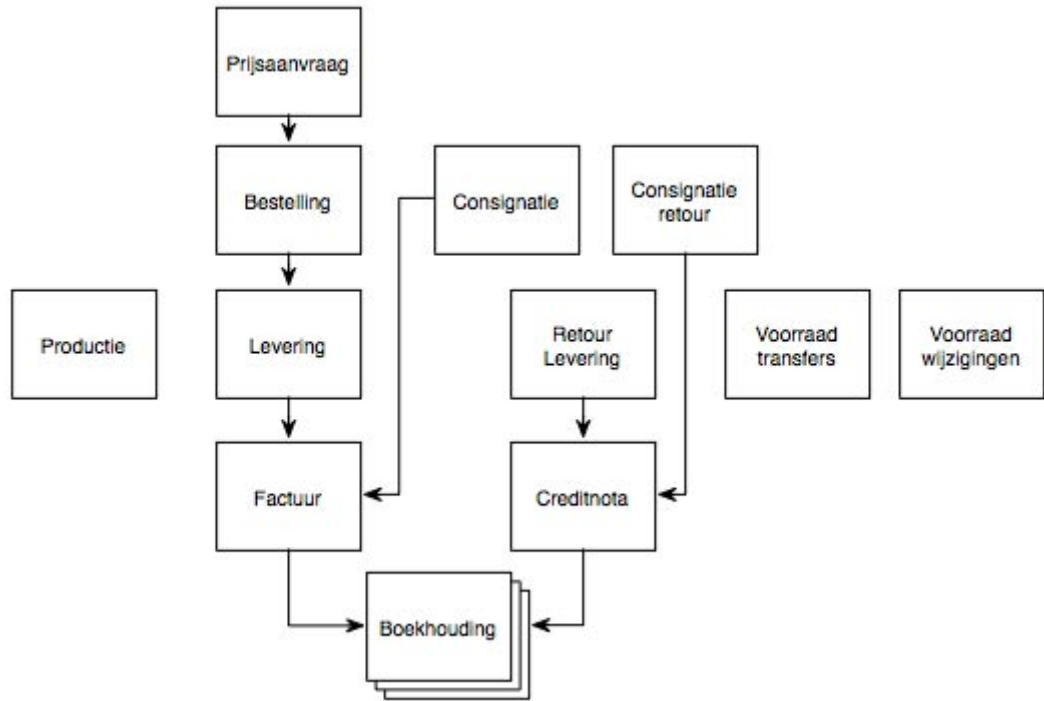 Prijsaanvraag
Bestelling
Consignatie
Consignatie
retour
Productie
Levering
Retour
Levering
Voorraad
transfers
Voorraad
wijzigingen
Factuur
Creditnota
Boekhouding